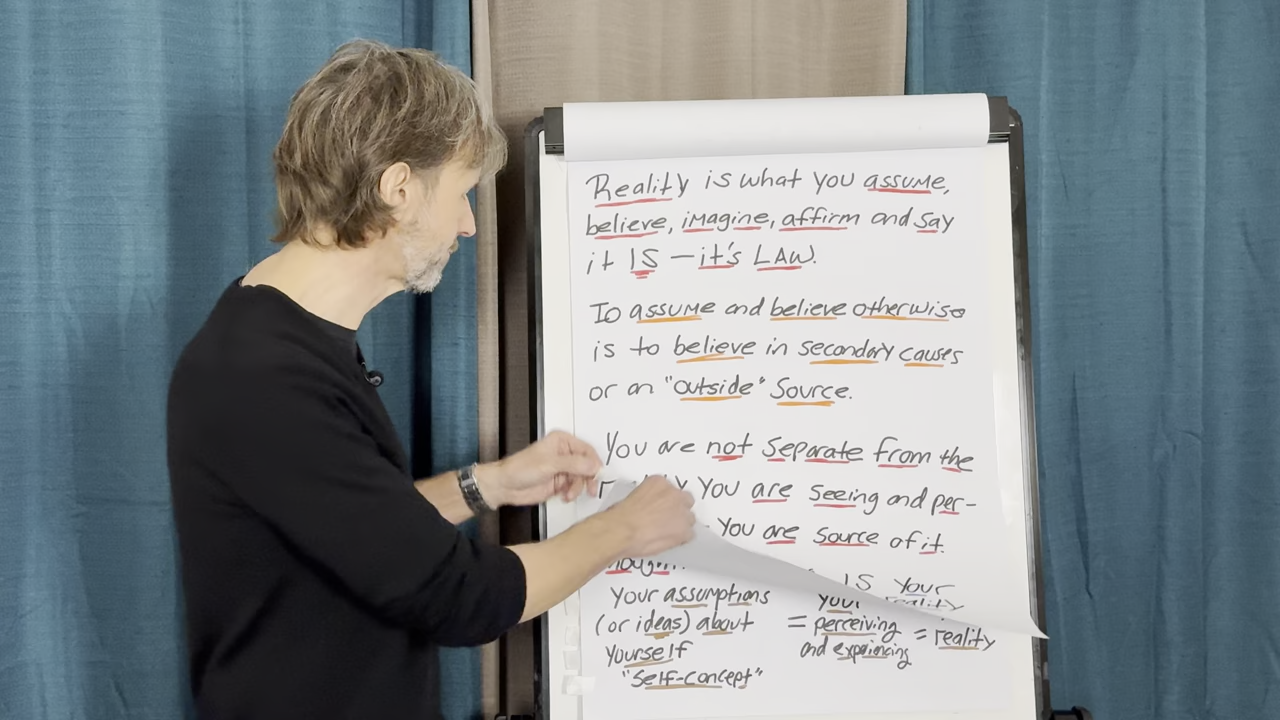 Reality is what you assume,
believe, imagine, affirm and say
it IS – it's LAW.
To assume and believe otherwise
is to believe in secondary causes
or an "outside" Source.
You are not separate from the
you are seeing and per-
You are source of it.
IS your
your reality
Your assumptions
(or ideas) about
yourself
"Self-concept"
= perceiving
and experiencing
= reality